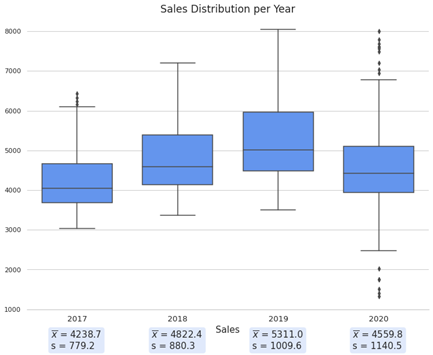 Sales Distribution per Year
8000
7000
6000
5000
4000
3000
2000
1000
2017 2018 2019 2020
Sales
x̅ = 4238.7 x̅ = 4822.4 x̅ = 5311.0 x̅ = 4559.8
s = 779.2 s = 880.3 s = 1009.6 s = 1140.5